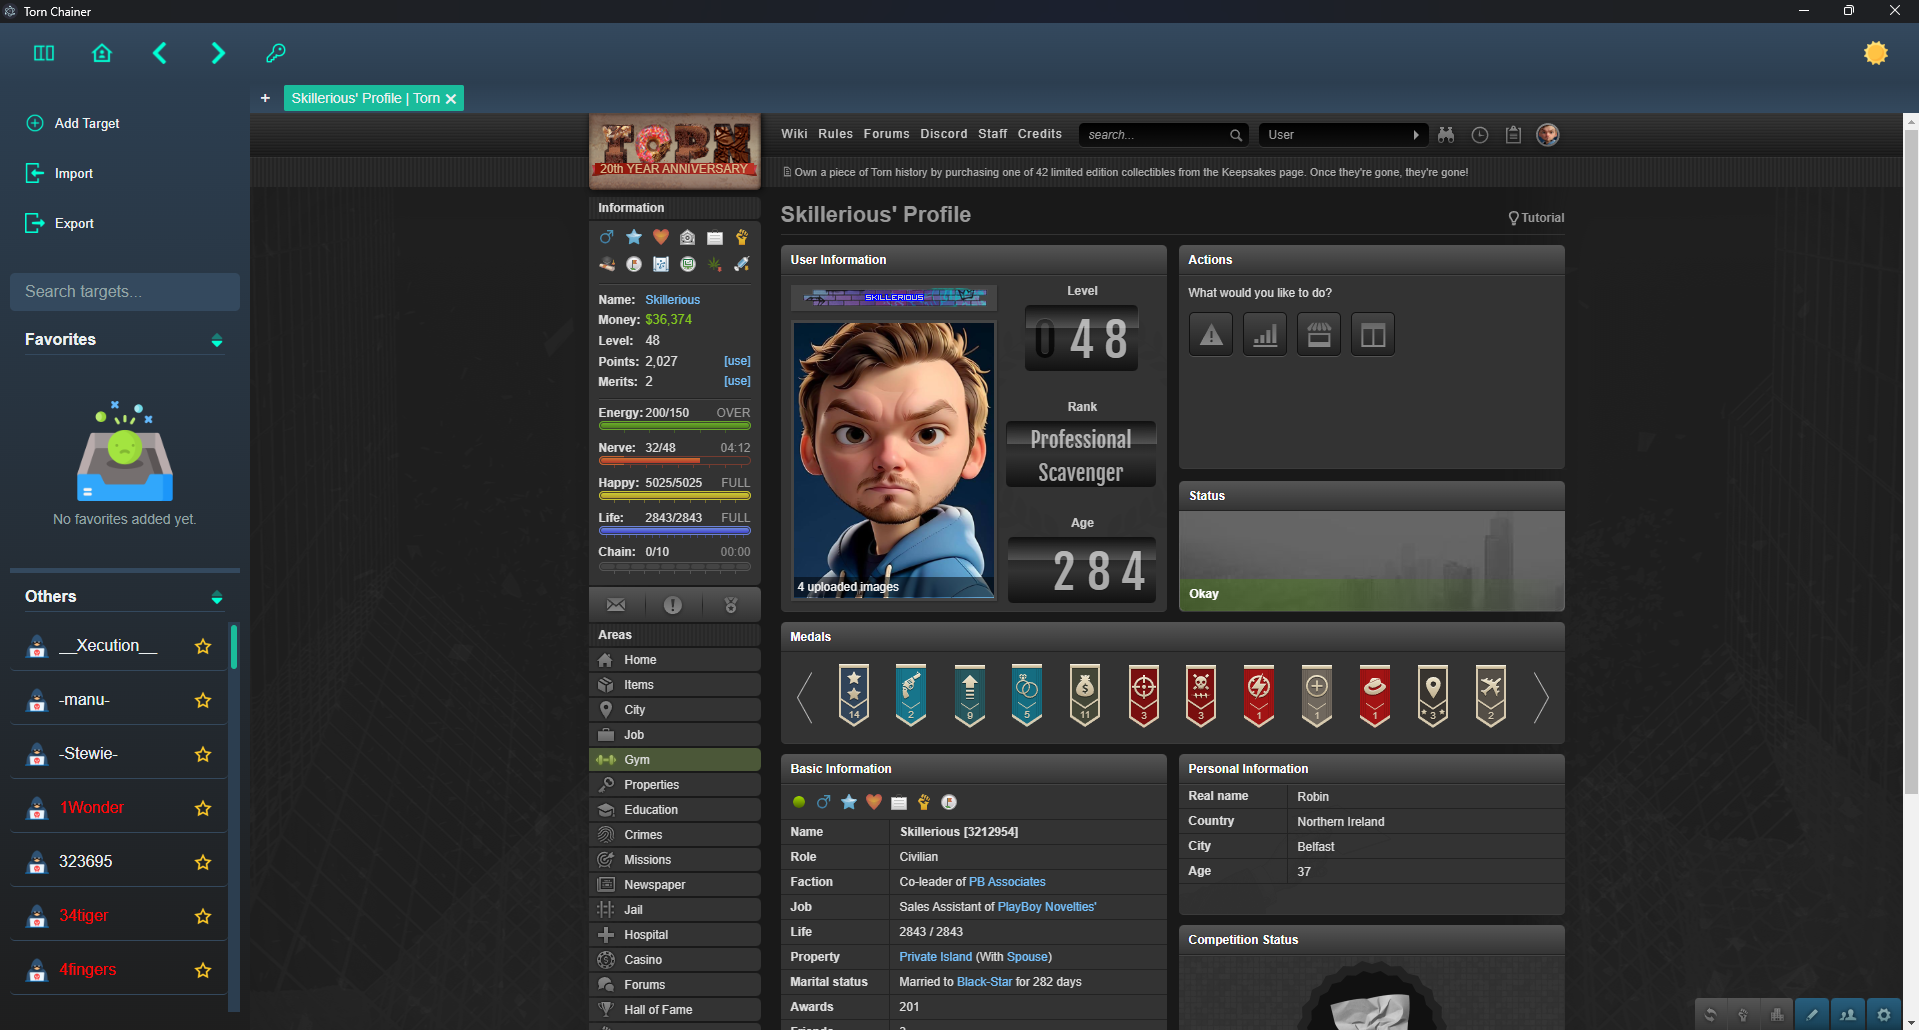 Torn Chainer
Add Target
Import
Export
Search targets...
Favorites
No favorites added yet.
Others
__Xecution__
-manu-
-Stewie-
1Wonder
323695
34tiger
4fingers
+
Skillerious' Profile | Torn
TORN
20th YEAR ANNIVERSARY
Wiki Rules Forums Discord Staff Credits
search...
User
Own a piece of Torn history by purchasing one of 42 limited edition collectibles from the Keepsakes page. Once they're gone, they're gone!
Information
Name: Skillerious
Money: $36,374
Level: 48
Points: 2,027 [use]
Merits: 2 [use]
Energy: 200/150 OVER
Nerve: 32/48 04:12
Happy: 5025/5025 FULL
Life: 2843/2843 FULL
Chain: 0/10 00:00
Areas
Home
Items
City
Job
Gym
Properties
Education
Crimes
Missions
Newspaper
Jail
Hospital
Casino
Forums
Hall of Fame
Skillerious' Profile
Tutorial
User Information
SKILLERIOUS
4 uploaded images
Level
048
Rank
Professional
Scavenger
Age
284
Actions
What would you like to do?
Status
Okay
Medals
14 2 9 5 11 3 3 1 1 1 3 2
Basic Information
Name Skillerious [3212954]
Role Civilian
Faction Co-leader of PB Associates
Job Sales Assistant of PlayBoy Novelties'
Life 2843 / 2843
Property Private Island (With Spouse)
Marital status Married to Black-Star for 282 days
Awards 201
Personal Information
Real name Robin
Country Northern Ireland
City Belfast
Age 37
Competition Status